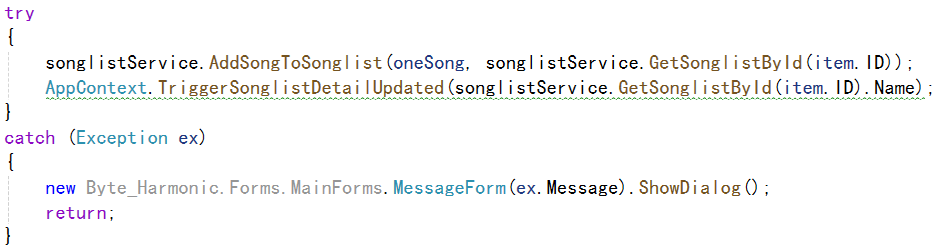 try
{
    songlistService.AddSongToSonglist(oneSong, songlistService.GetSonglistById(item.ID));
    AppContext.TriggerSonglistDetailUpdated(songlistService.GetSonglistById(item.ID).Name);
}
catch (Exception ex)
{
    new Byte_Harmonic.Forms.MainForms.MessageForm(ex.Message).ShowDialog();
    return;
}